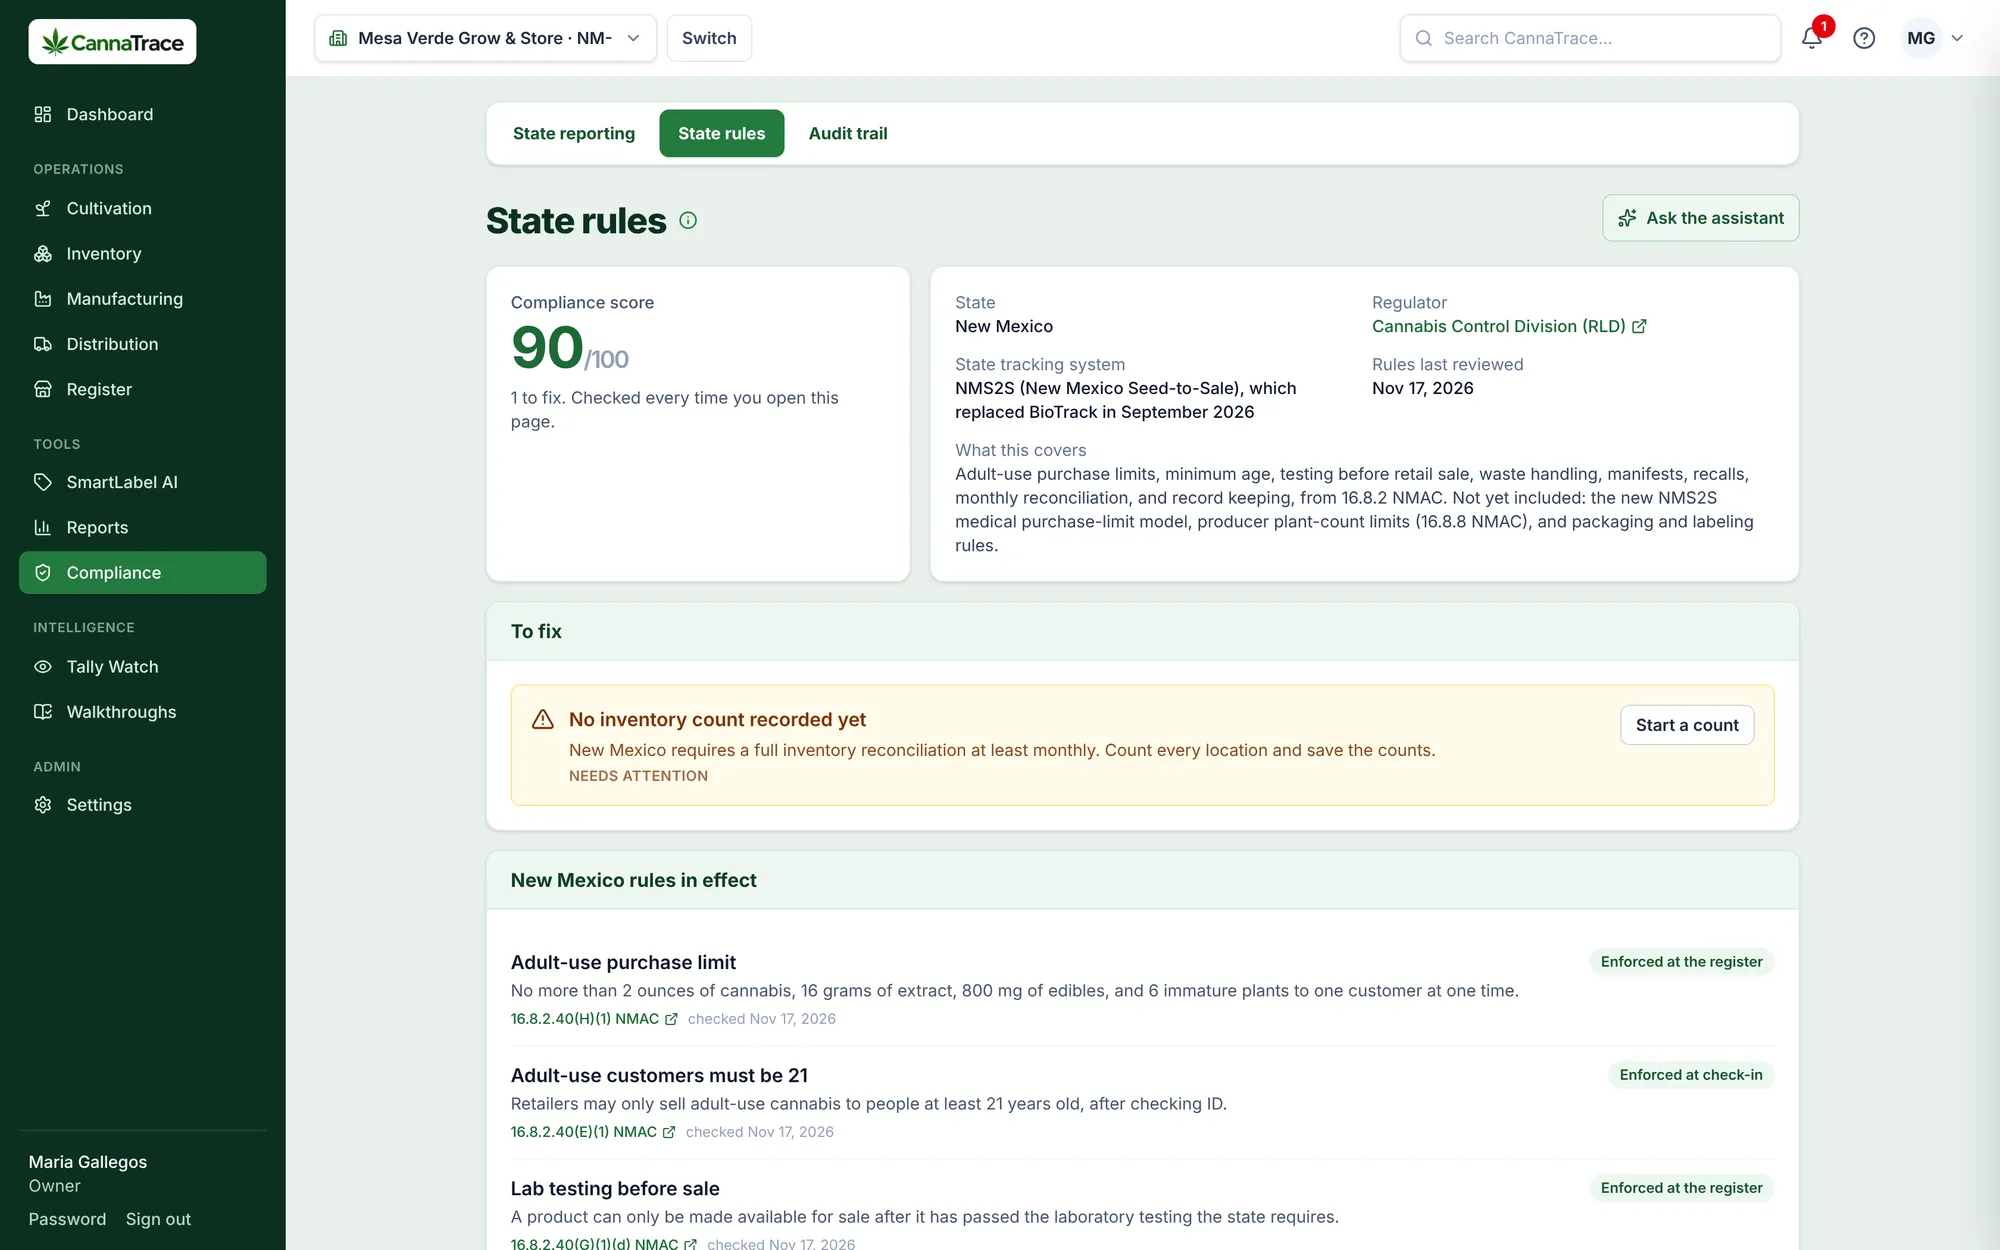 CannaTrace
Mesa Verde Grow & Store · NM-
Switch
Search CannaTrace...
1
MG
Dashboard
OPERATIONS
Cultivation
Inventory
Manufacturing
Distribution
Register
TOOLS
SmartLabel AI
Reports
Compliance
INTELLIGENCE
Tally Watch
Walkthroughs
ADMIN
Settings
Maria Gallegos
Owner
Password Sign out
State reporting State rules Audit trail
State rules
Ask the assistant
Compliance score
90/100
1 to fix. Checked every time you open this
page.
State
New Mexico
Regulator
Cannabis Control Division (RLD)
State tracking system
NMS2S (New Mexico Seed-to-Sale), which
replaced BioTrack in September 2026
Rules last reviewed
Nov 17, 2026
What this covers
Adult-use purchase limits, minimum age, testing before retail sale, waste handling, manifests, recalls,
monthly reconciliation, and record keeping, from 16.8.2 NMAC. Not yet included: the new NMS2S
medical purchase-limit model, producer plant-count limits (16.8.8 NMAC), and packaging and labeling
rules.
To fix
No inventory count recorded yet
New Mexico requires a full inventory reconciliation at least monthly. Count every location and save the counts.
NEEDS ATTENTION
Start a count
New Mexico rules in effect
Adult-use purchase limit
Enforced at the register
No more than 2 ounces of cannabis, 16 grams of extract, 800 mg of edibles, and 6 immature plants to one customer at one time.
16.8.2.40(H)(1) NMAC checked Nov 17, 2026
Adult-use customers must be 21
Enforced at check-in
Retailers may only sell adult-use cannabis to people at least 21 years old, after checking ID.
16.8.2.40(E)(1) NMAC checked Nov 17, 2026
Lab testing before sale
Enforced at the register
A product can only be made available for sale after it has passed the laboratory testing the state requires.
16.8.2.40(G)(1)(d) NMAC checked Nov 17, 2026